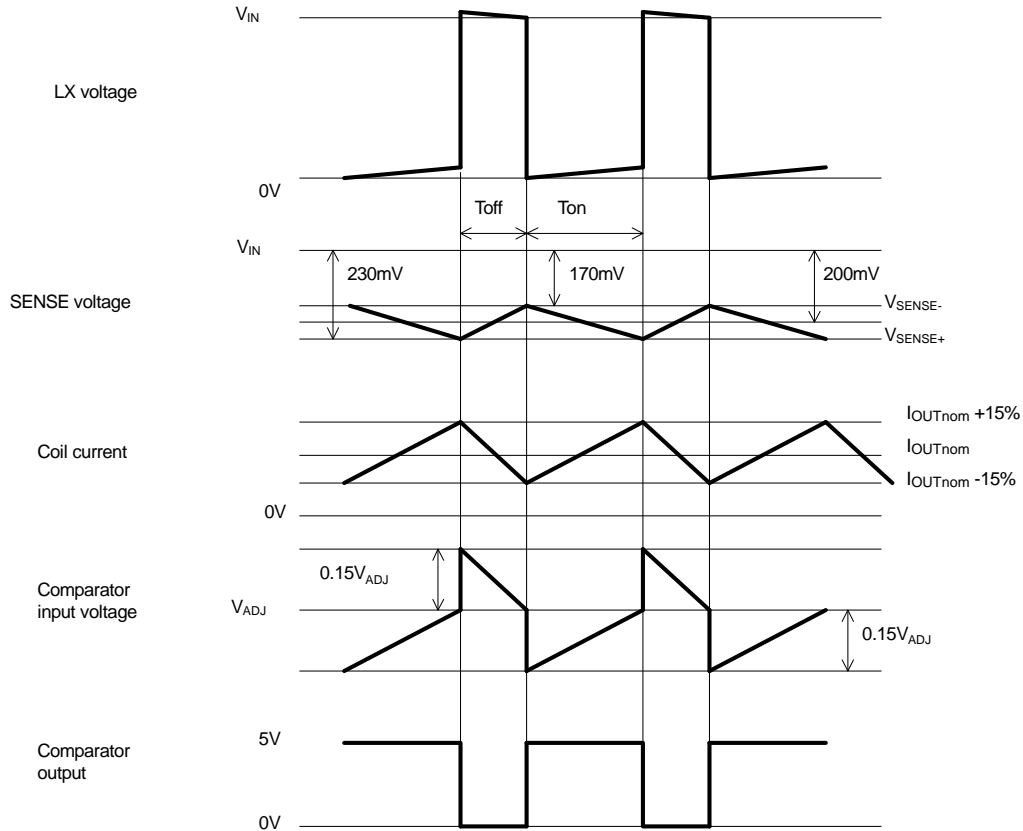 VIN
LX voltage
0V
Toff
Ton
VIN
230mV
170mV
200mV
SENSE voltage
VSENSE-
VSENSE+
IOUTnom +15%
Coil current
IOUTnom
IOUTnom -15%
0V
0.15VADJ
Comparator
input voltage
VADJ
0.15VADJ
5V
Comparator
output
0V